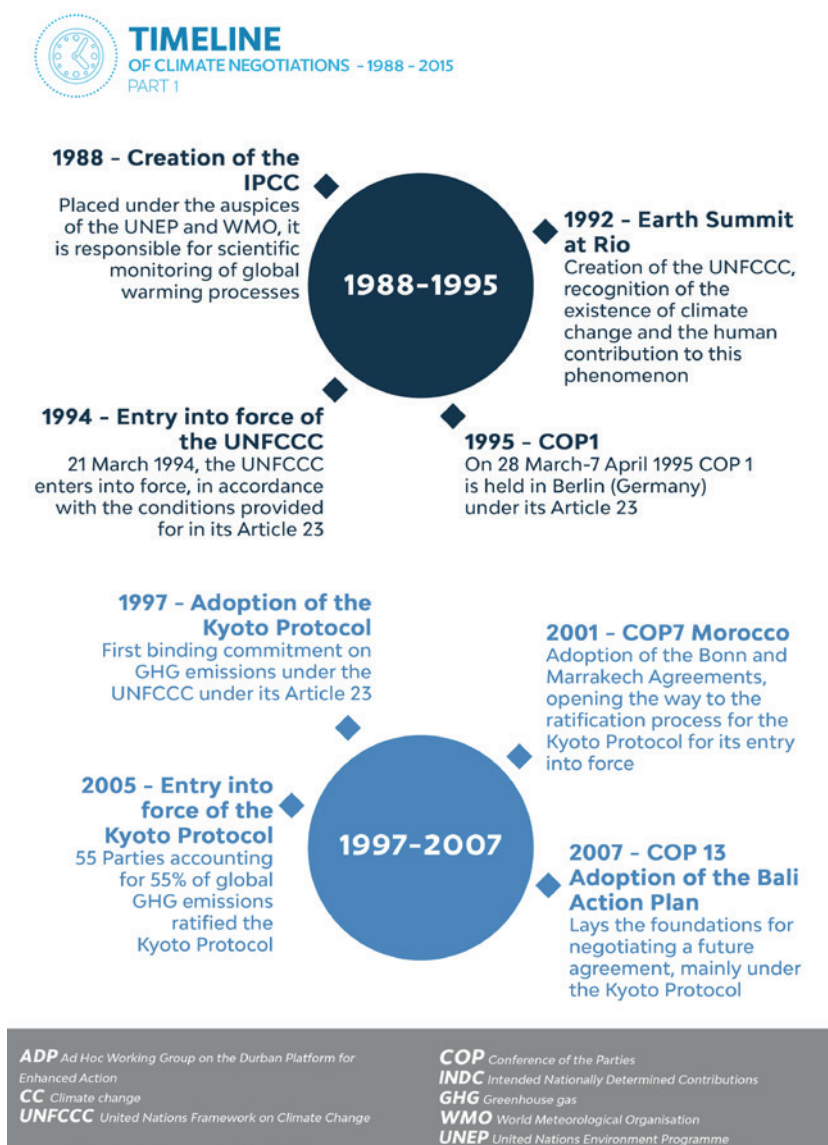 TIMELINE
OF CLIMATE NEGOTIATIONS - 1988 - 2015
PART 1
1988 - Creation of the
IPCC
Placed under the auspices
of the UNEP and WMO, it
is responsible for scientific
monitoring of global
warming processes
1988-1995
1992 - Earth Summit
at Rio
Creation of the UNFCCC,
recognition of the
existence of climate
change and the human
contribution to this
phenomenon
1994 - Entry into force of
the UNFCCC
21 March 1994, the UNFCCC
enters into force, in accordance
with the conditions provided
for in its Article 23
1995 - COP1
On 28 March-7 April 1995 COP 1
is held in Berlin (Germany)
under its Article 23
1997 - Adoption of the
Kyoto Protocol
First binding commitment on
GHG emissions under the
UNFCCC under its Article 23
2001 - COP7 Morocco
Adoption of the Bonn and
Marrakech Agreements,
opening the way to the
ratification process for the
Kyoto Protocol for its entry
into force
2005 - Entry into
force of the
Kyoto Protocol
55 Parties accounting
for 55% of global
GHG emissions
ratified the
Kyoto Protocol
1997-2007
2007 - COP 13
Adoption of the Bali
Action Plan
Lays the foundations for
negotiating a future
agreement, mainly under
the Kyoto Protocol
ADP Ad Hoc Working Group on the Durban Platform for
Enhanced Action
CC Climate change
UNFCCC United Nations Framework on Climate Change
COP Conference of the Parties
INDC Intended Nationally Determined Contributions
GHG Greenhouse gas
WMO World Meteorological Organisation
UNEP United Nations Environment Programme